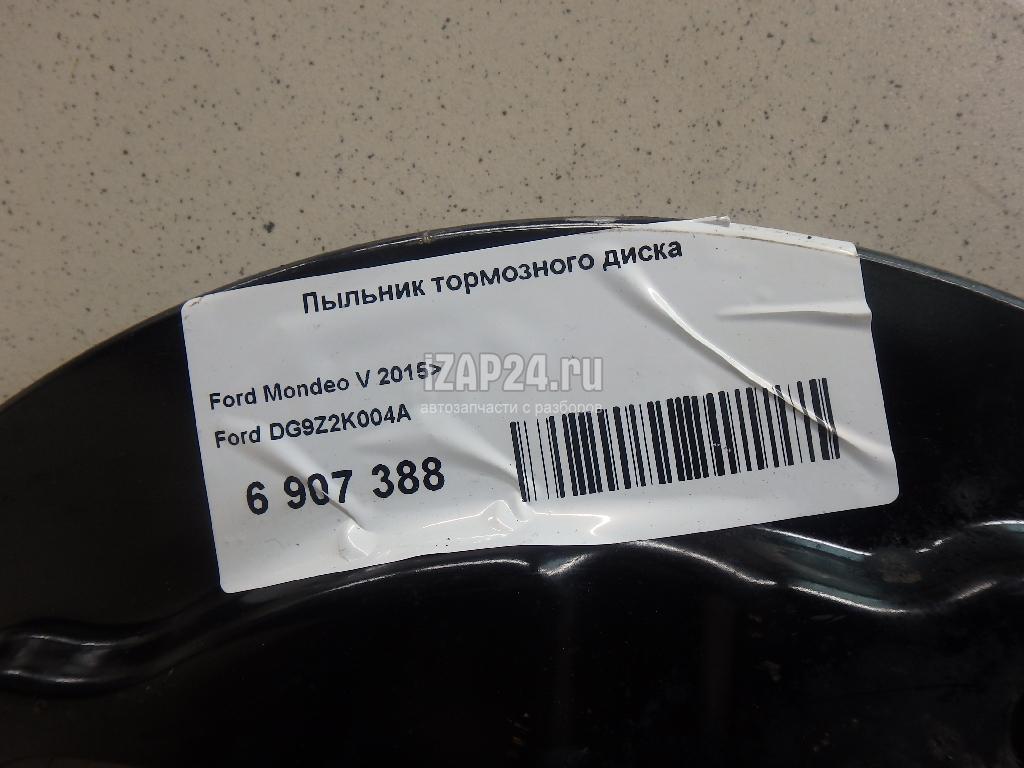 Пыльник тормозного диска
Ford Mondeo V 2015>
iZAP24.ru
автозапчасти с разборов
Ford DG9Z2K004A
6 907 388